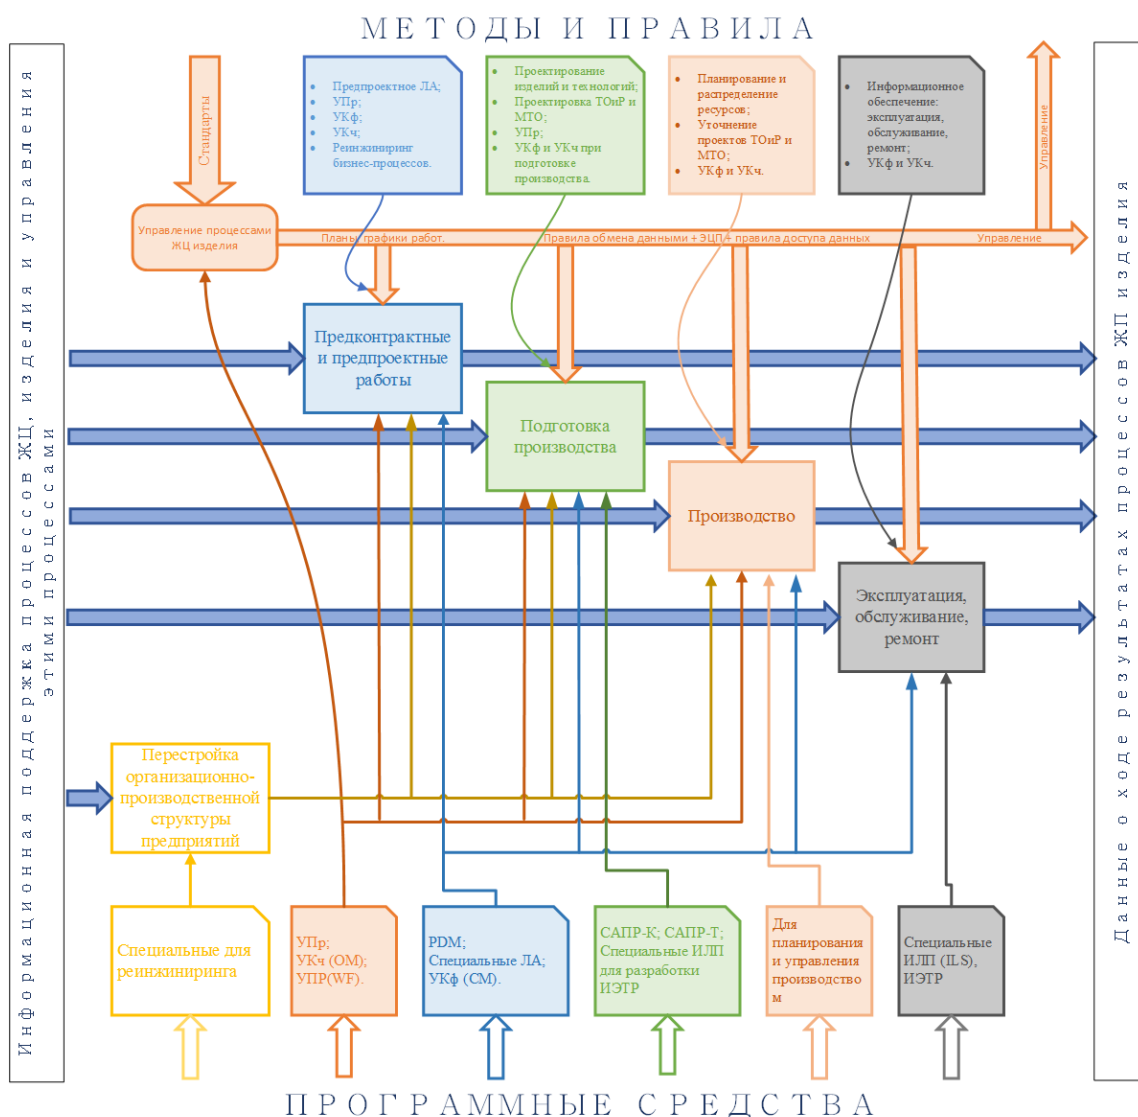 МЕТОДЫ И ПРАВИЛА
Информационная поддержка процессов ЖЦ, изделия и управления
этими процессами
Стандарты
Предпроектное ЛА;
УПр;
УКф;
УКч;
Реинжиниринг
бизнес-процессов.
Проектирование
изделий и технологий;
Проектировка ТОиР и
МТО;
УПр;
УКф и УКч при
подготовке
производства.
Планирование и
распределение
ресурсов;
Уточнение
проектов ТОиР и
МТО;
УКф и УКч.
Информационное
обеспечение:
эксплуатация,
обслуживание,
ремонт;
УКф и УКч.
Управление
Управление процессами
ЖЦ изделия
Планы, графики работ.
Правила обмена данными + ЭЦП + правила доступа данных
Управление
Предконтрактные
и предпроектные
работы
Подготовка
производства
Производство
Эксплуатация,
обслуживание,
ремонт
Перестройка
организационно-
производственной
структуры
предприятий
Специальные для
реинжиниринга
УПр;
УКч (ОМ);
УПР(WF).
PDM;
Специальные ЛА;
УКф (СМ).
САПР-К; САПР-Т;
Специальные ИЛП
для разработки
ИЭТР
Для
планирования
и управления
производство
м
Специальные
ИЛП (ILS),
ИЭТР
Данные о ходе результатах процессов ЖП изделия
ПРОГРАММНЫЕ СРЕДСТВА